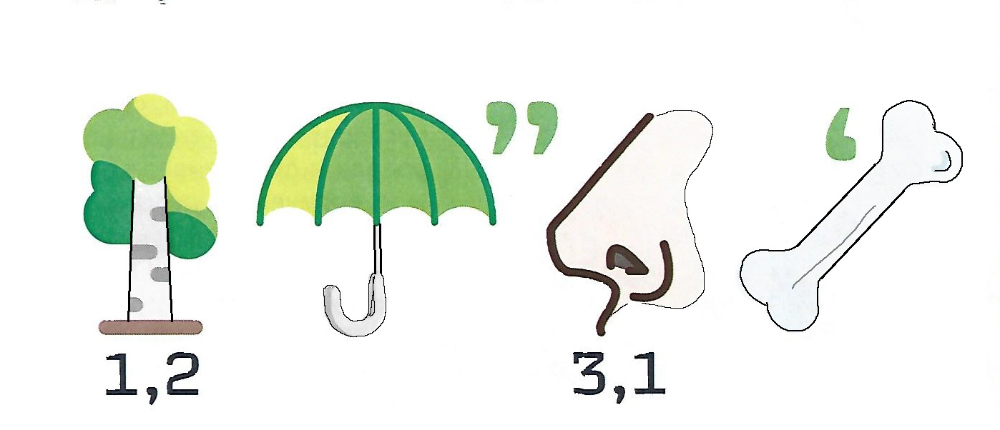 ,,
‘
1,2
3,1